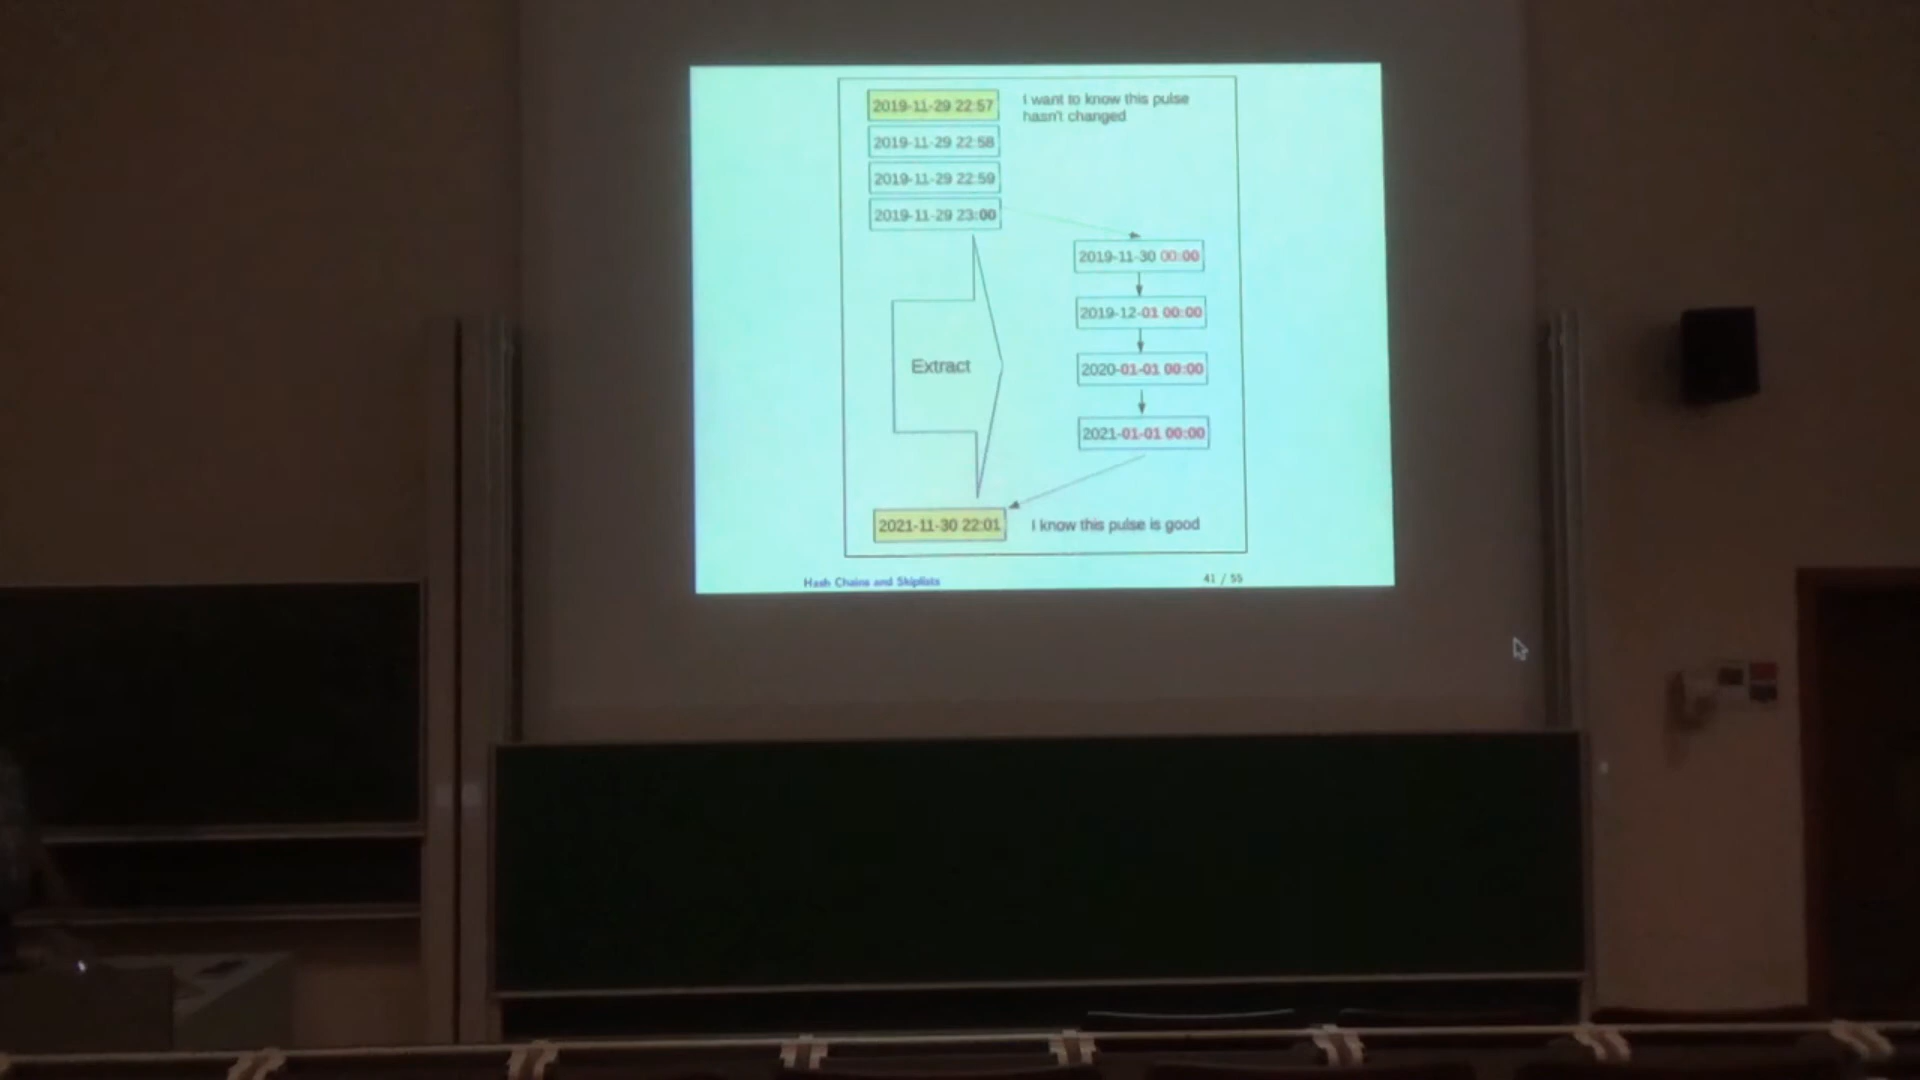 2019-11-29 22:57
I want to know this pulse
hasn't changed
2019-11-29 22:58
2019-11-29 22:59
2019-11-29 23:00
2019-11-30 00:00
2019-12-01 00:00
2020-01-01 00:00
Extract
2021-01-01 00:00
2021-11-30 22:01
I know this pulse is good
Hash Chains and Skiplists
41 / 55